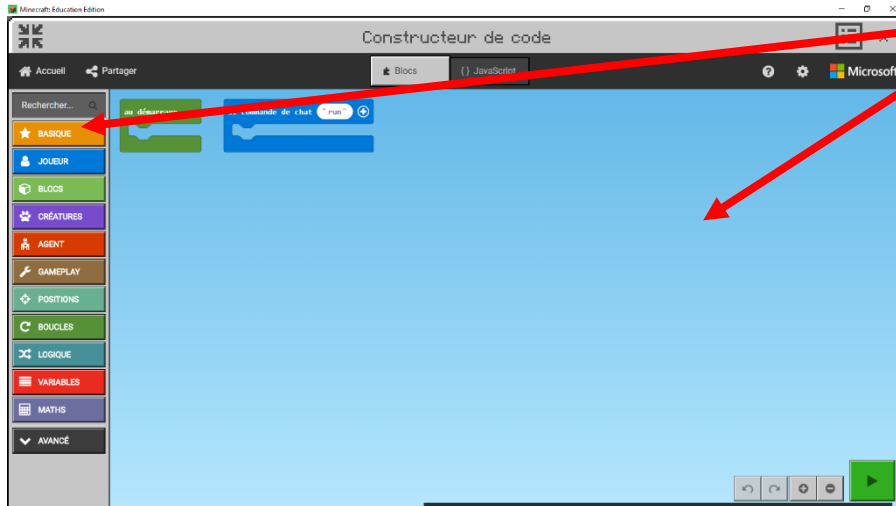 Minecraft: Education Edition
Constructeur de code
Accueil
Partager
Blocs
{} JavaScript
Microsoft
Rechercher...
BASIQUE
JOUEUR
BLOCS
CRÉATURES
AGENT
GAMEPLAY
POSITIONS
BOUCLES
LOGIQUE
VARIABLES
MATHS
AVANCÉ
au démarrage
commande de chat "run"